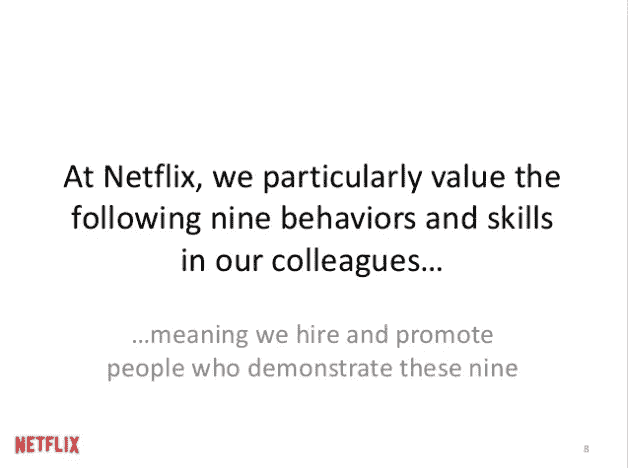 At Netflix, we particularly value the
following nine behaviors and skills
in our colleagues…
…meaning we hire and promote
people who demonstrate these nine
NETFLIX
8